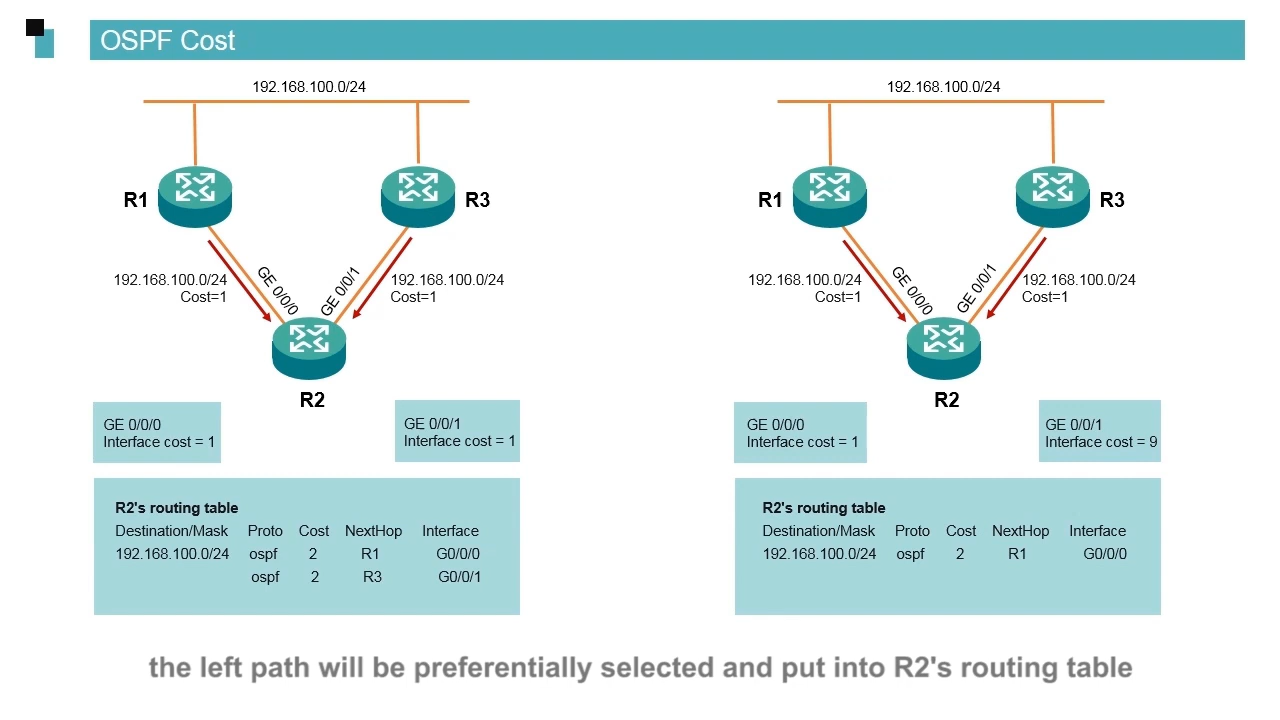 OSPF Cost
192.168.100.0/24
R1
R3
192.168.100.0/24
Cost=1
GE 0/0/0
GE 0/0/1
192.168.100.0/24
Cost=1
R2
GE 0/0/0
Interface cost = 1
GE 0/0/1
Interface cost = 1
R2's routing table
Destination/Mask Proto Cost NextHop Interface
192.168.100.0/24 ospf 2 R1 G0/0/0
ospf 2 R3 G0/0/1
192.168.100.0/24
R1
R3
192.168.100.0/24
Cost=1
GE 0/0/0
GE 0/0/1
192.168.100.0/24
Cost=1
R2
GE 0/0/0
Interface cost = 1
GE 0/0/1
Interface cost = 9
R2's routing table
Destination/Mask Proto Cost NextHop Interface
192.168.100.0/24 ospf 2 R1 G0/0/0
the left path will be preferentially selected and put into R2's routing table